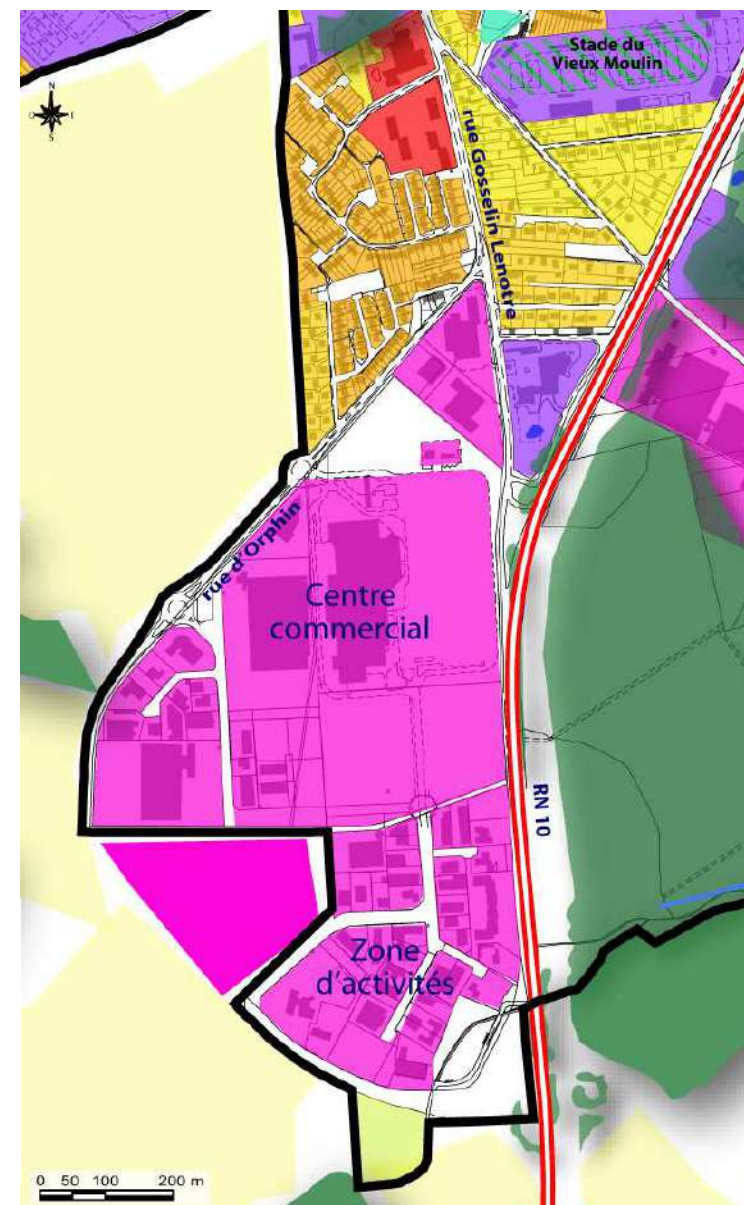 Stade du
Vieux Moulin
N
O
E
S
rue Gosselin Lenotre
rue d'Orphin
Centre
commercial
RN 10
Zone
d'activités
0 50 100 200 m